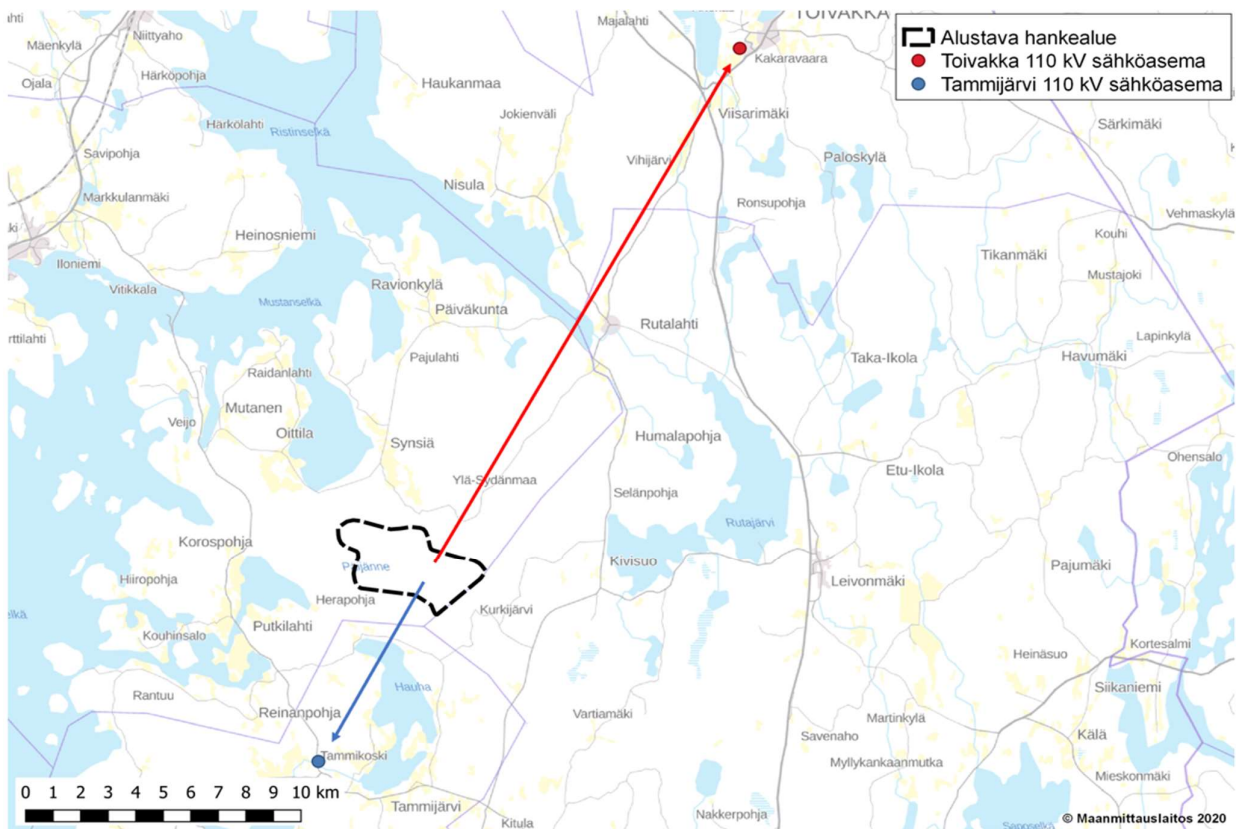 TOIVAKKA
Alustava hankealue
Toivakka 110 kV sähköasema
Tammijärvi 110 kV sähköasema
lahti
Niittyaho
Majalahti
Mäenkylä
Kakaravaara
Ojala
Härköpohja
Haukanmaa
Jokienväli
Viisarimäki
Särkimäki
Härkölahti
Ristinselkä
Savipohja
Vihijärvi
Paloskylä
Markkulanmäki
Nisula
Ronsupohja
Vehmaskylä
ki
Heinosniemi
Kouhi
Iloniemi
Tikanmäki
Mustajoki
Vitikkala
Ravionkylä
Mustanselkä
Päiväkunta
Rutalahti
rttilahti
Pajulahti
Taka-Ikola
Havumäki
Lapinkylä
Raidanlahti
Mutanen
Veijo
Oittila
Synsiä
Humalapohja
Ohensalo
Etu-Ikola
Ylä-Sydänmaa
Selänpohja
Rutajärvi
Korospohja
Kivisuo
Pajumäki
Hiiropohja
Päijänne
Leivonmäki
selkä
Herapohja
Kurkijärvi
Putkilahti
Kouhinsalo
Kortesalmi
Heinäsuo
Rantuu
Hauha
Siikaniemi
Reinanpohja
Vartiamäki
Martinkylä
Savenaho
Kälä
Tammikoski
Myllykankaanmutka
Mieskonmäki
0 1 2 3 4 5 6 7 8 9 10 km
Tammijärvi
Nakkerpohja
Kitula
© Maanmittauslaitos 2020